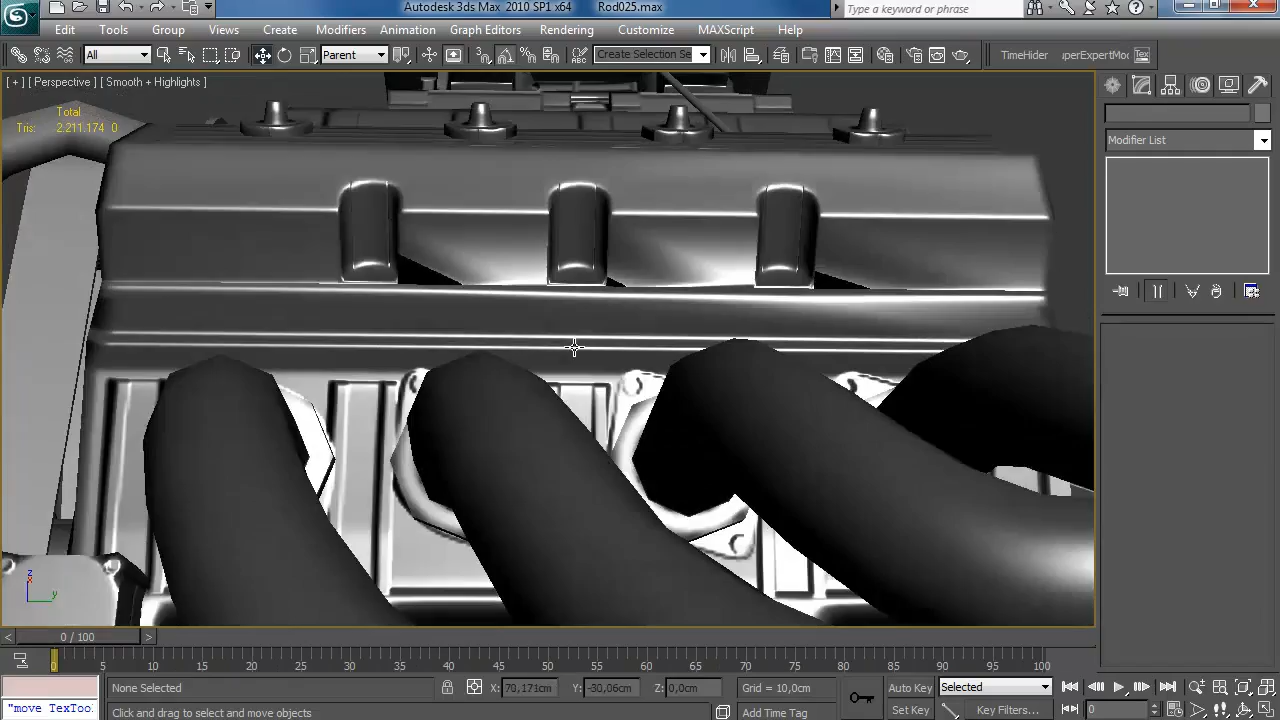 Autodesk 3ds Max 2010 SP1 x64 Rod025.max
Type a keyword or phrase
Edit Tools Group Views Create Modifiers Animation Graph Editors Rendering Customize MAXScript Help
All Parent Create Selection Se TimeHider perExpertMoc Tex
[ + ] [ Perspective ] [ Smooth + Highlights ]
Total
Tris: 2.211.174 0
Modifier List
z
x
y
< 0 / 100 >
0 5 10 15 20 25 30 35 40 45 50 55 60 65 70 75 80 85 90 95 100
None Selected X: 70,171cm Y: -30,06cm Z: 0,0cm Grid = 10,0cm Auto Key Selected
"move TexToo: Click and drag to select and move objects Add Time Tag Set Key Key Filters... 0